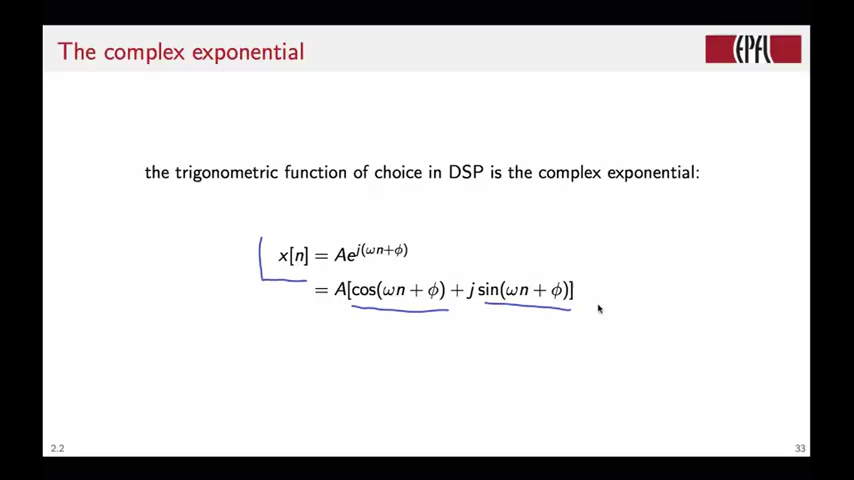 The complex exponential
EPFL
the trigonometric function of choice in DSP is the complex exponential:
x[n] = Ae^{j(ωn+ϕ)}
= A[cos(ωn + ϕ) + j sin(ωn + ϕ)]
2.2
33